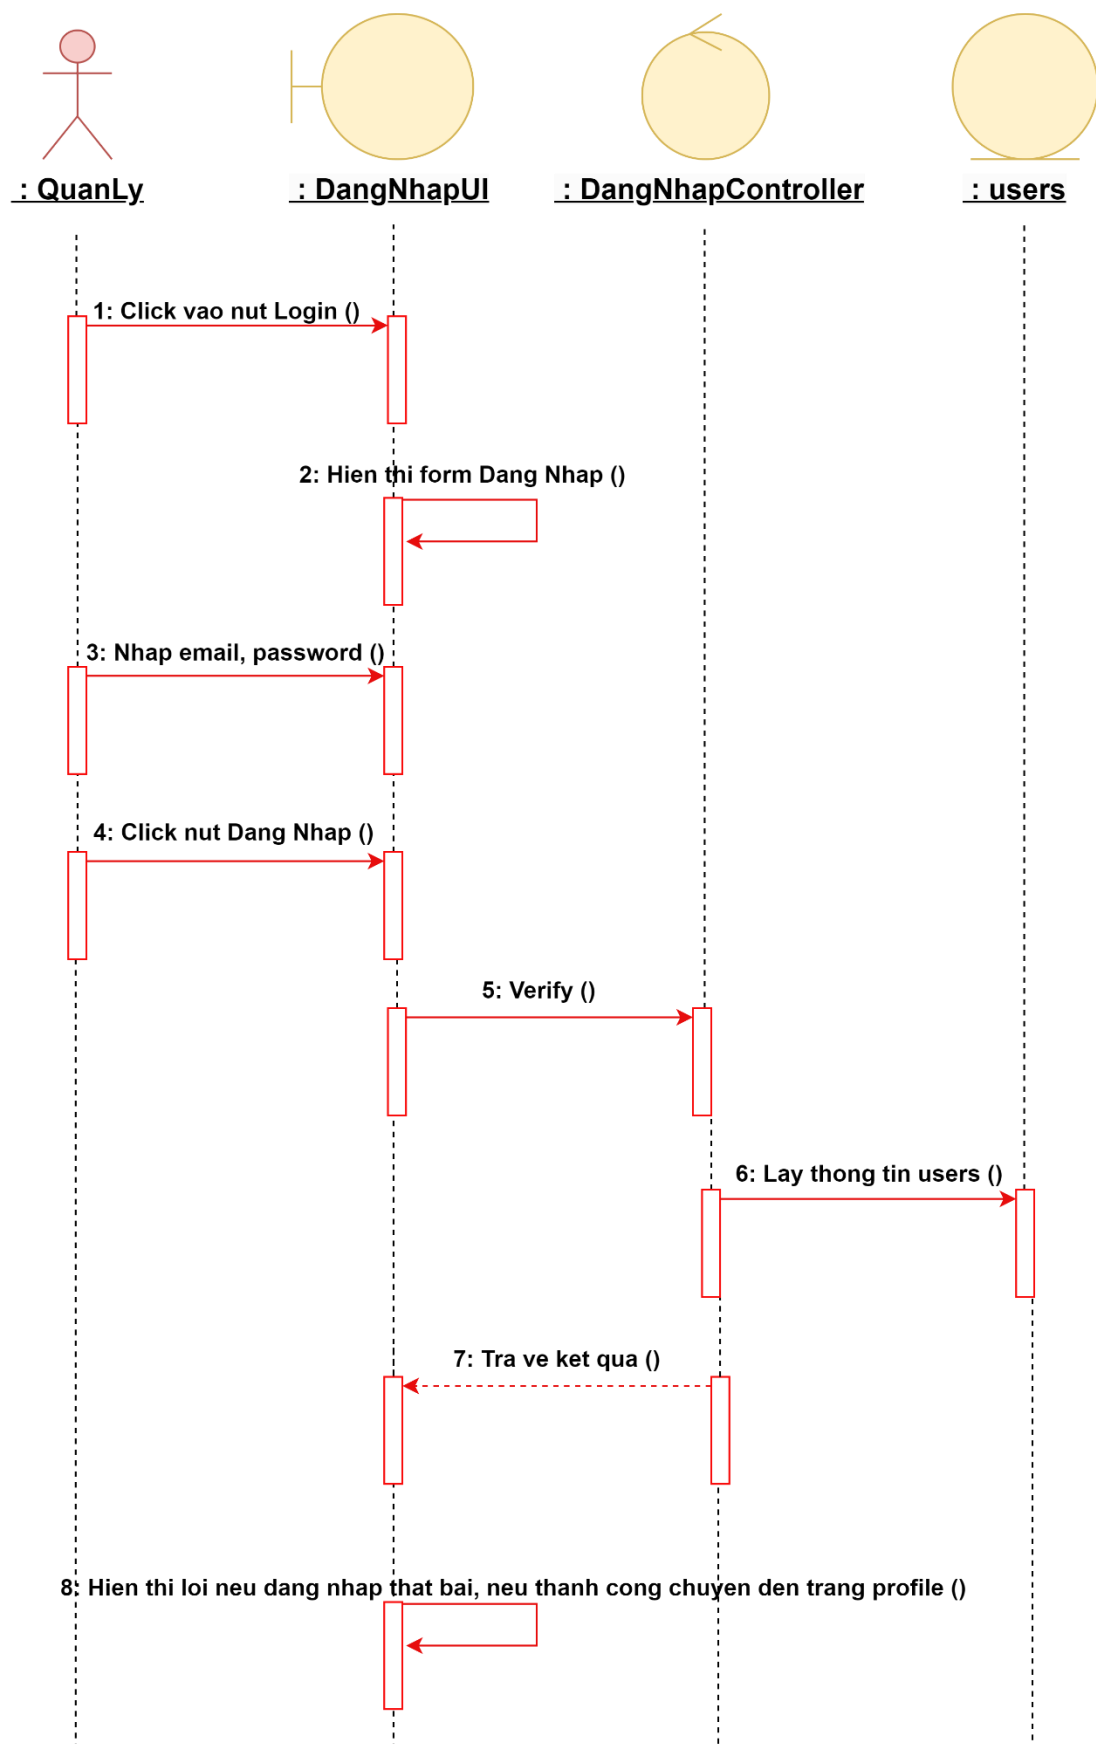 : QuanLy
: DangNhapUI
: DangNhapController
: users
1: Click vao nut Login ()
2: Hien thi form Dang Nhap ()
3: Nhap email, password ()
4: Click nut Dang Nhap ()
5: Verify ()
6: Lay thong tin users ()
7: Tra ve ket qua ()
8: Hien thi loi neu dang nhap that bai, neu thanh cong chuyen den trang profile ()